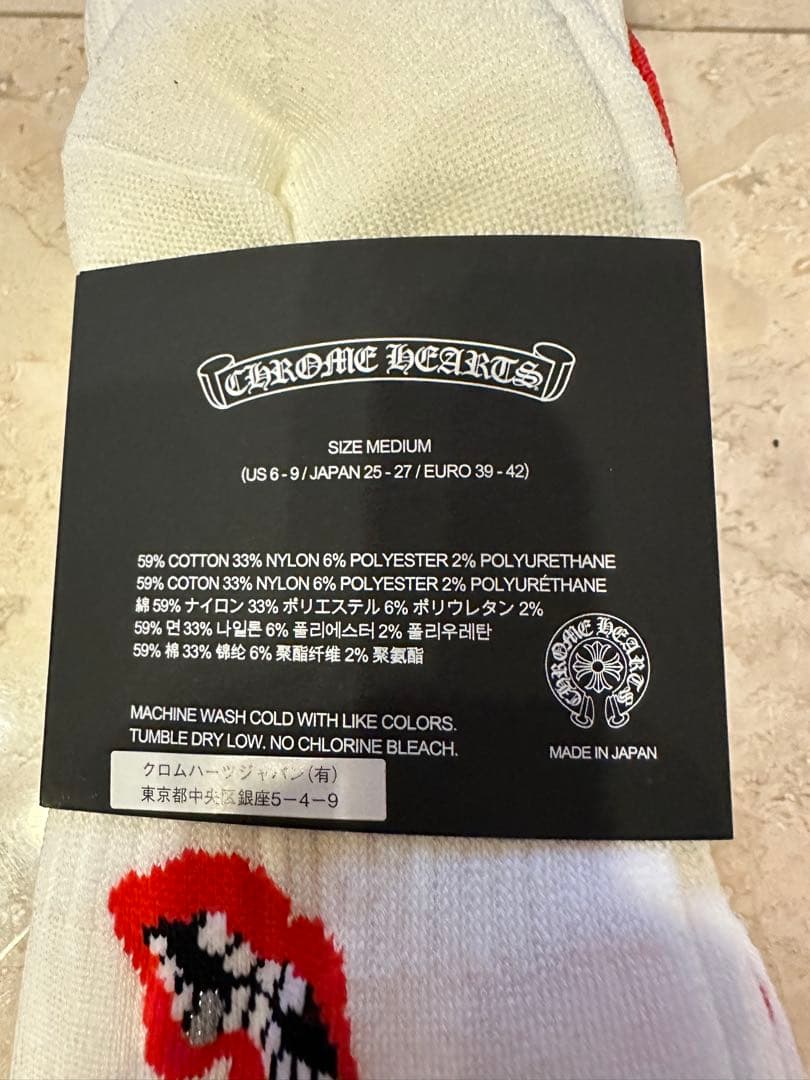 CHROME HEARTS
SIZE MEDIUM
(US 6 - 9 / JAPAN 25 - 27 / EURO 39 - 42)
59% COTTON 33% NYLON 6% POLYESTER 2% POLYURETHANE
59% COTON 33% NYLON 6% POLYESTER 2% POLYURÉTHANE
綿 59% ナイロン 33% ポリエステル 6% ポリウレタン 2%
59% 면 33% 나일론 6% 폴리에스터 2% 폴리우레탄
59% 棉 33% 锦纶 6% 聚酯纤维 2% 聚氨酯
CHROME HEARTS
MADE IN JAPAN
MACHINE WASH COLD WITH LIKE COLORS.
TUMBLE DRY LOW. NO CHLORINE BLEACH.
クロムハーツジャパン(有)
東京都中央区銀座5-4-9